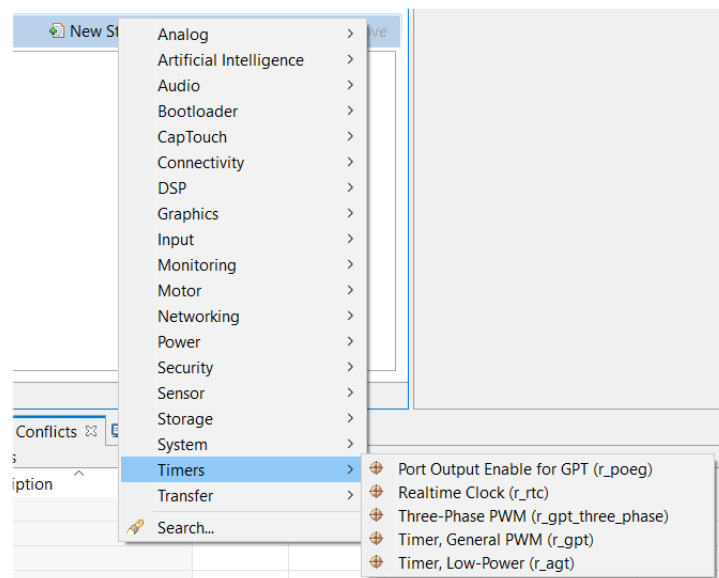 New St
Analog
Artificial Intelligence
Audio
Bootloader
CapTouch
Connectivity
DSP
Graphics
Input
Monitoring
Motor
Networking
Power
Security
Sensor
Storage
System
Timers
Transfer
Search...
Conflicts
iption
Port Output Enable for GPT (r_poeg)
Realtime Clock (r_rtc)
Three-Phase PWM (r_gpt_three_phase)
Timer, General PWM (r_gpt)
Timer, Low-Power (r_agt)